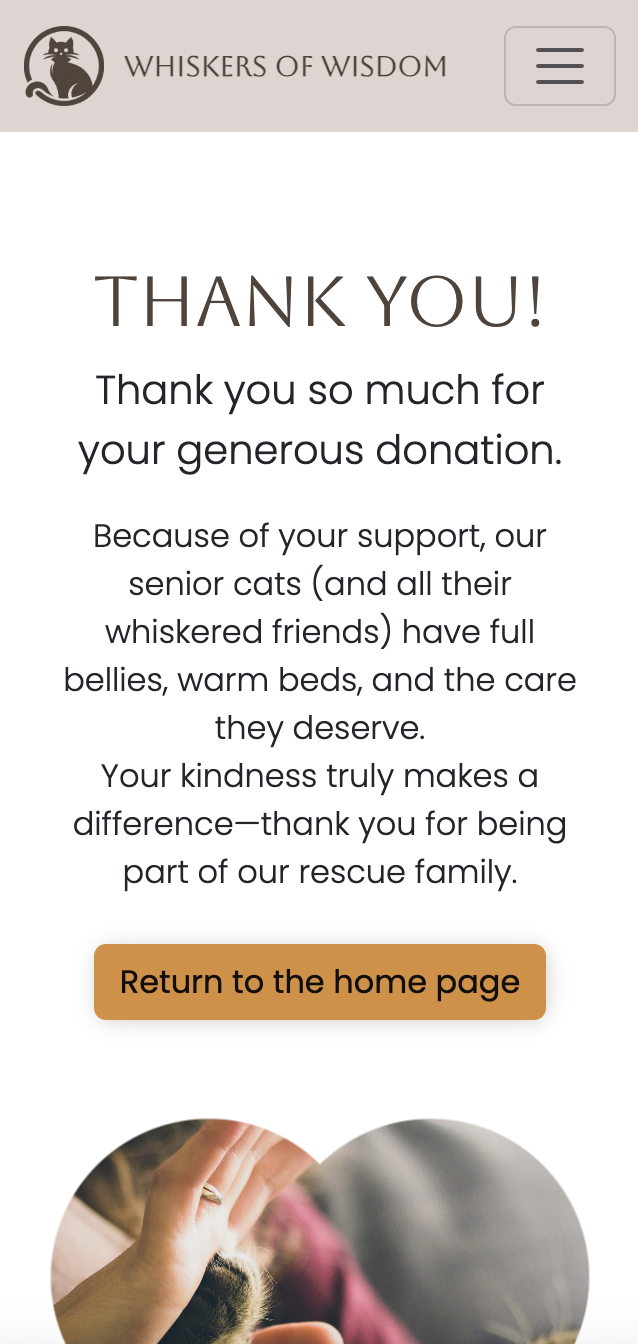 WHISKERS OF WISDOM
THANK YOU!
Thank you so much for
your generous donation.
Because of your support, our
senior cats (and all their
whiskered friends) have full
bellies, warm beds, and the care
they deserve.
Your kindness truly makes a
difference—thank you for being
part of our rescue family.
Return to the home page